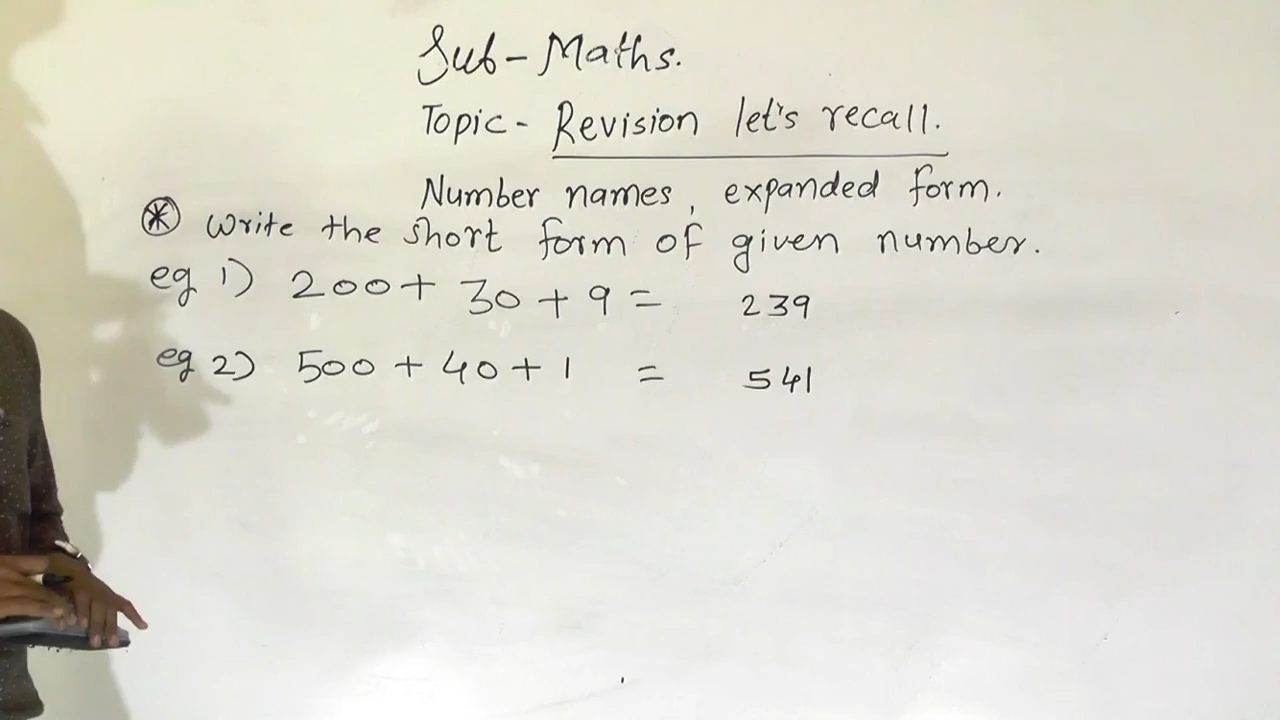 Sub - Maths.
Topic - Revision let's recall.
Number names, expanded form.
* Write the short form of given number.
eg 1) 200 + 30 + 9 = 239
eg 2) 500 + 40 + 1 = 541